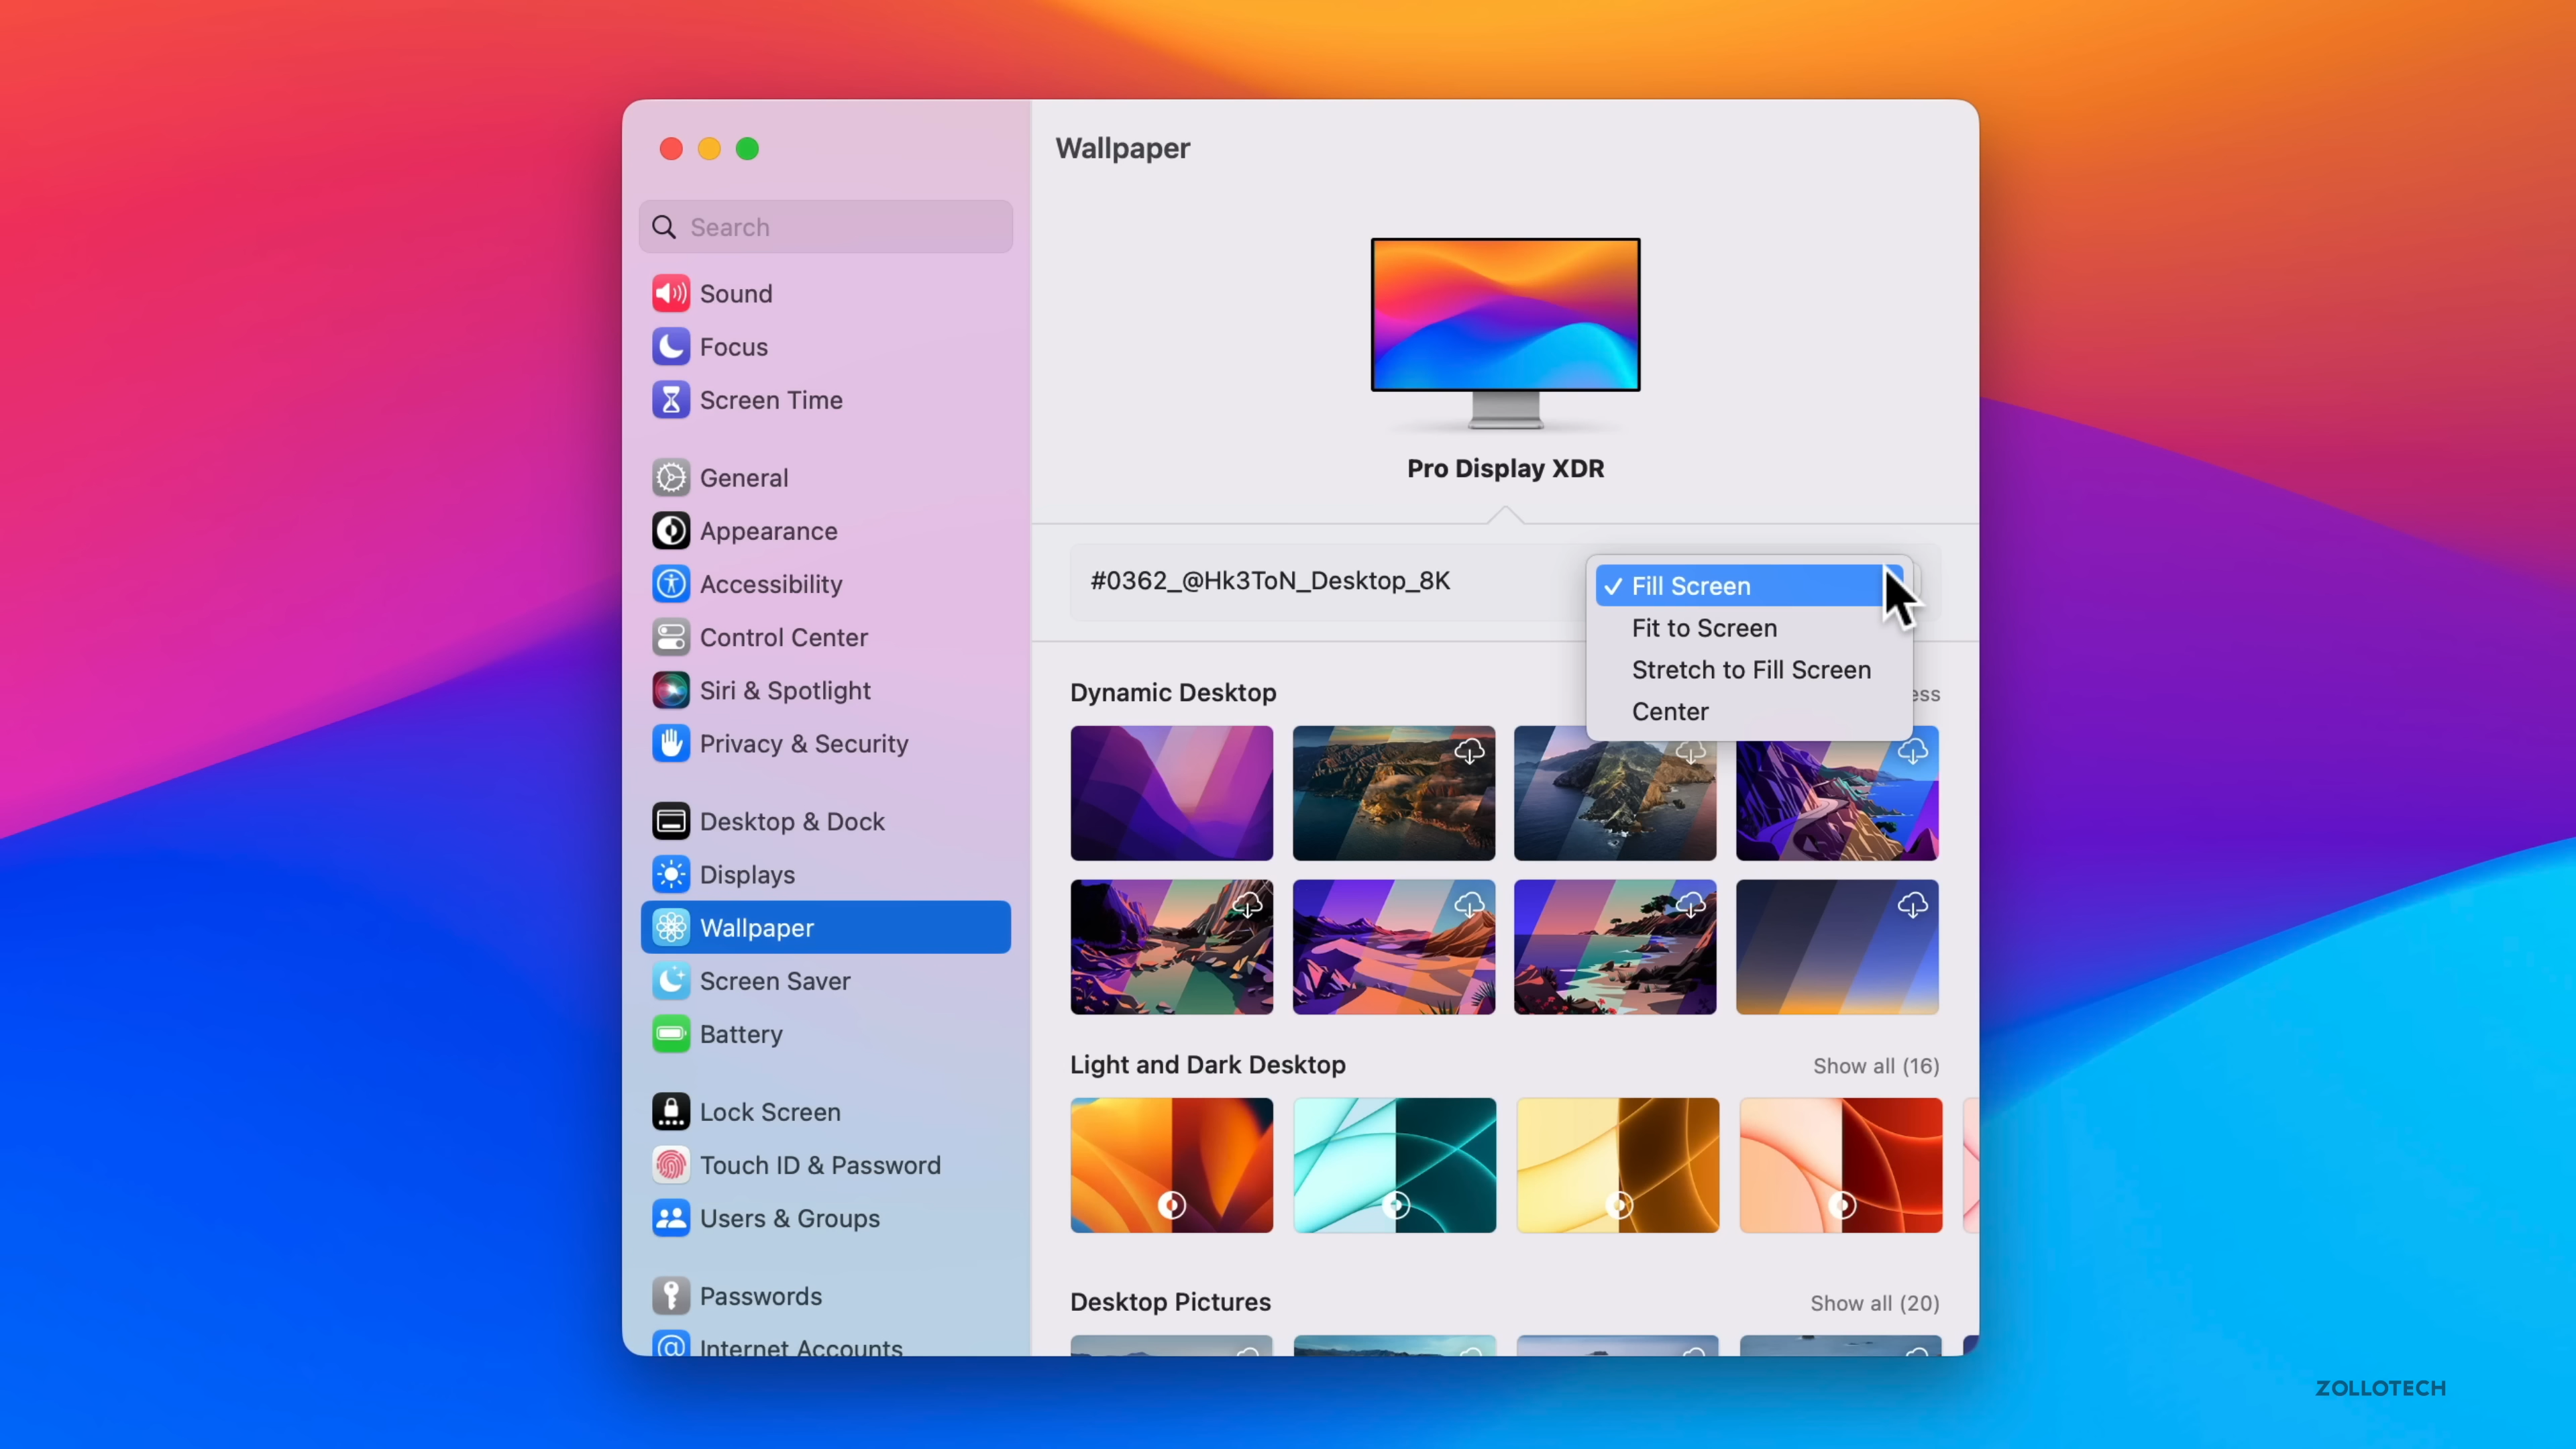 Search
Sound
Focus
Screen Time
General
Appearance
Accessibility
Control Center
Siri & Spotlight
Privacy & Security
Desktop & Dock
Displays
Wallpaper
Screen Saver
Battery
Lock Screen
Touch ID & Password
Users & Groups
Passwords
Internet Accounts
Wallpaper
Pro Display XDR
#0362_@Hk3ToN_Desktop_8K
✓ Fill Screen
Fit to Screen
Stretch to Fill Screen
Center
Dynamic Desktop
Light and Dark Desktop
Show all (16)
Desktop Pictures
Show all (20)
ZOLLOTECH